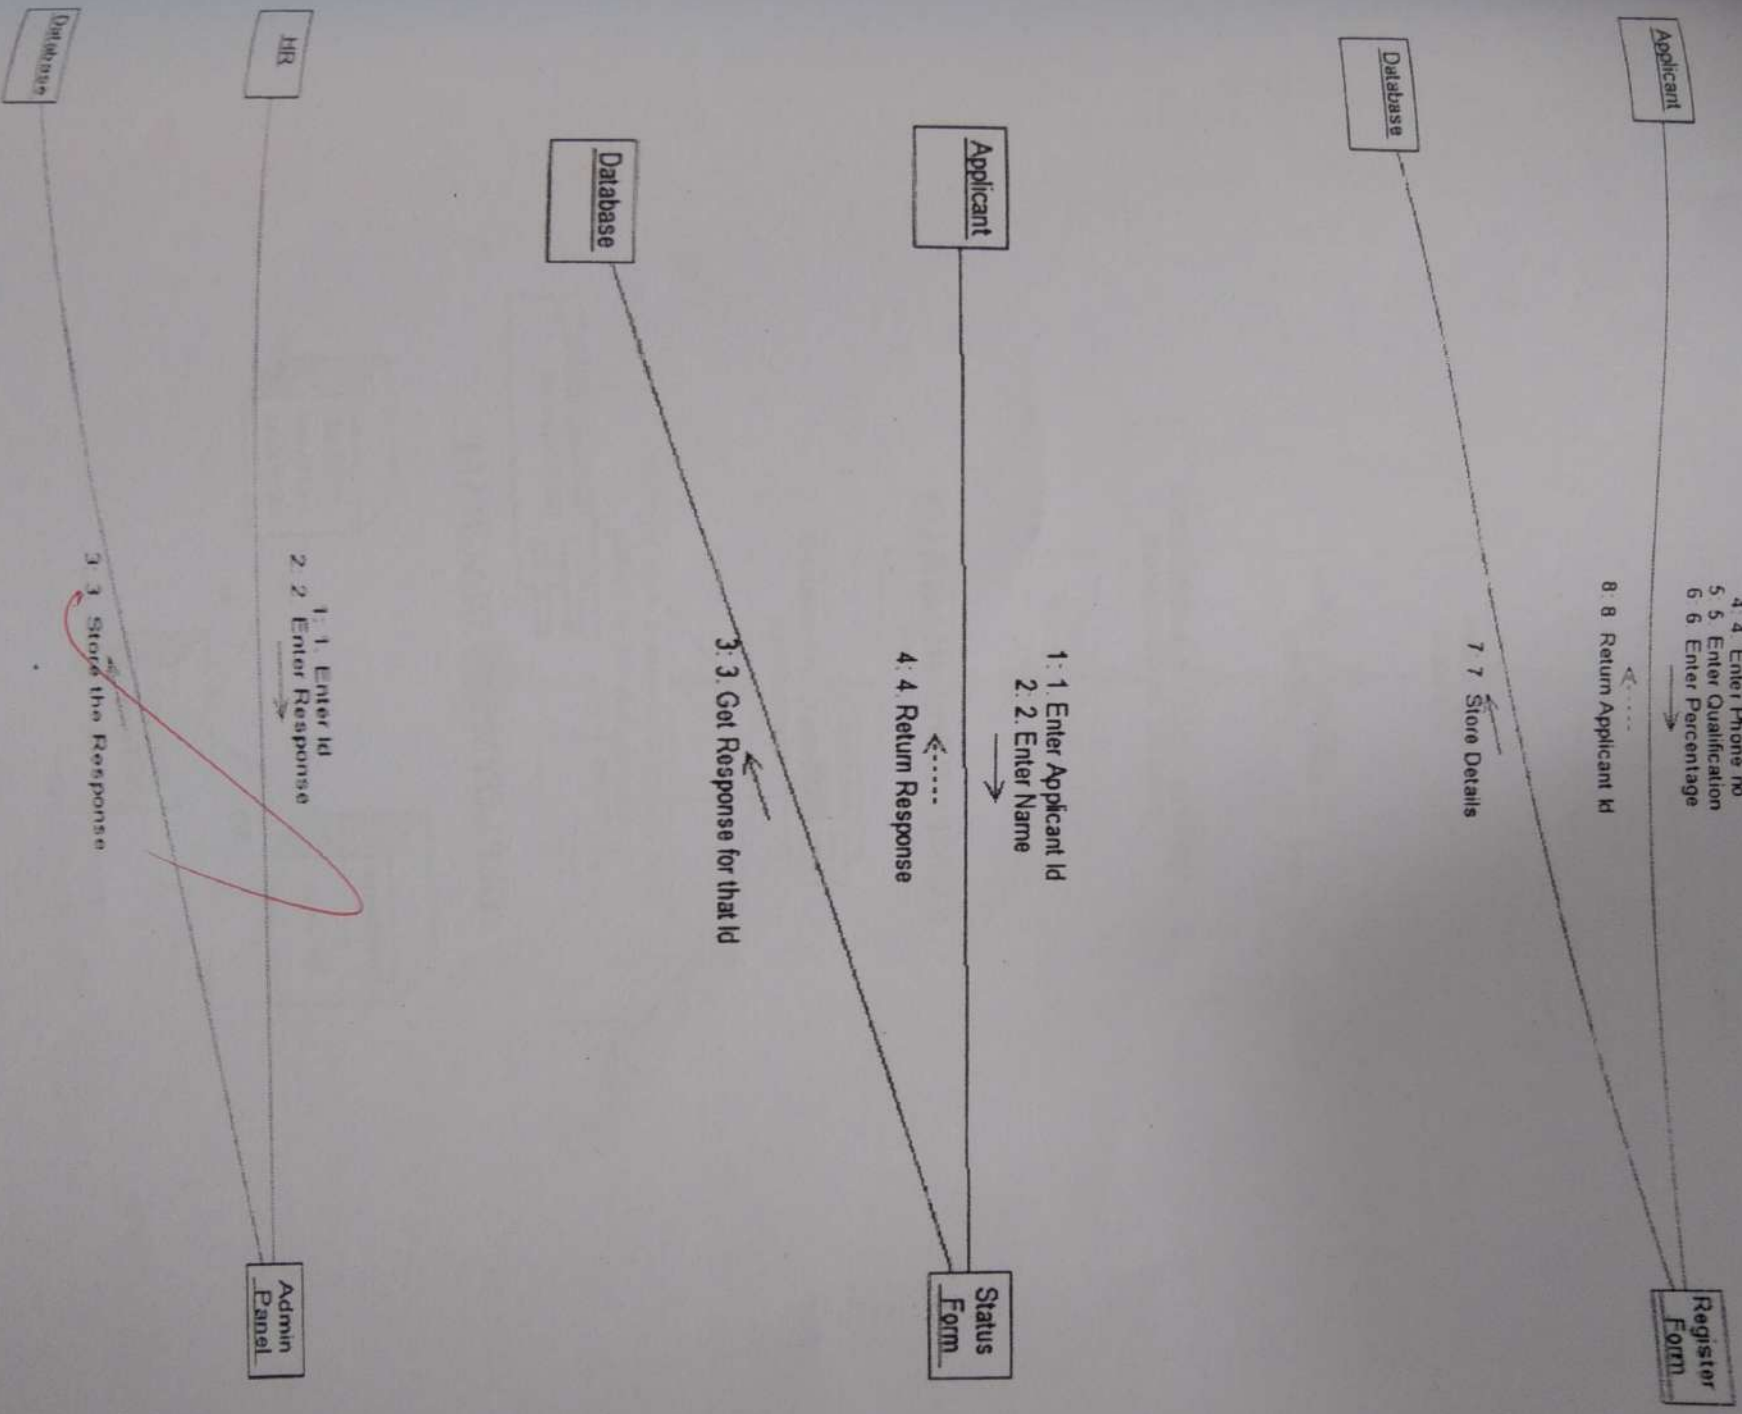 Applicant
4: 4 Enter Phone no
5: 5 Enter Qualification
6: 6 Enter Percentage
8: 8 Return Applicant Id
Register
Form
Database
7: 7 Store Details
Applicant
1: 1. Enter Applicant Id
2: 2. Enter Name
4: 4. Return Response
Status
Form
Database
3: 3. Get Response for that Id
HR
1: 1. Enter Id
2: 2 Enter Response
Admin
Panel
Database
3: 3 Store the Response